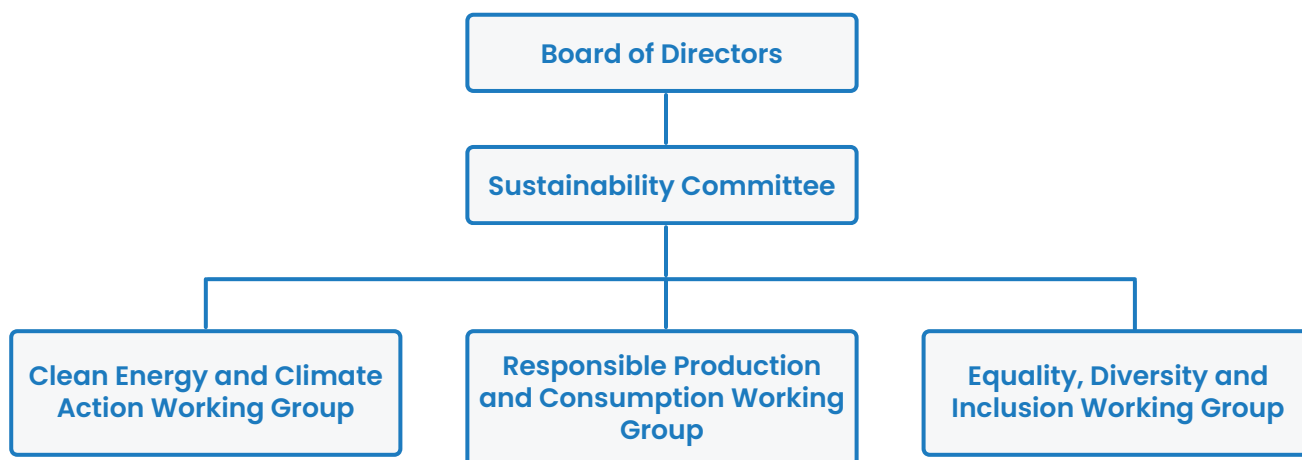 Board of Directors
Sustainability Committee
Clean Energy and Climate
Action Working Group
Responsible Production
and Consumption Working
Group
Equality, Diversity and
Inclusion Working Group